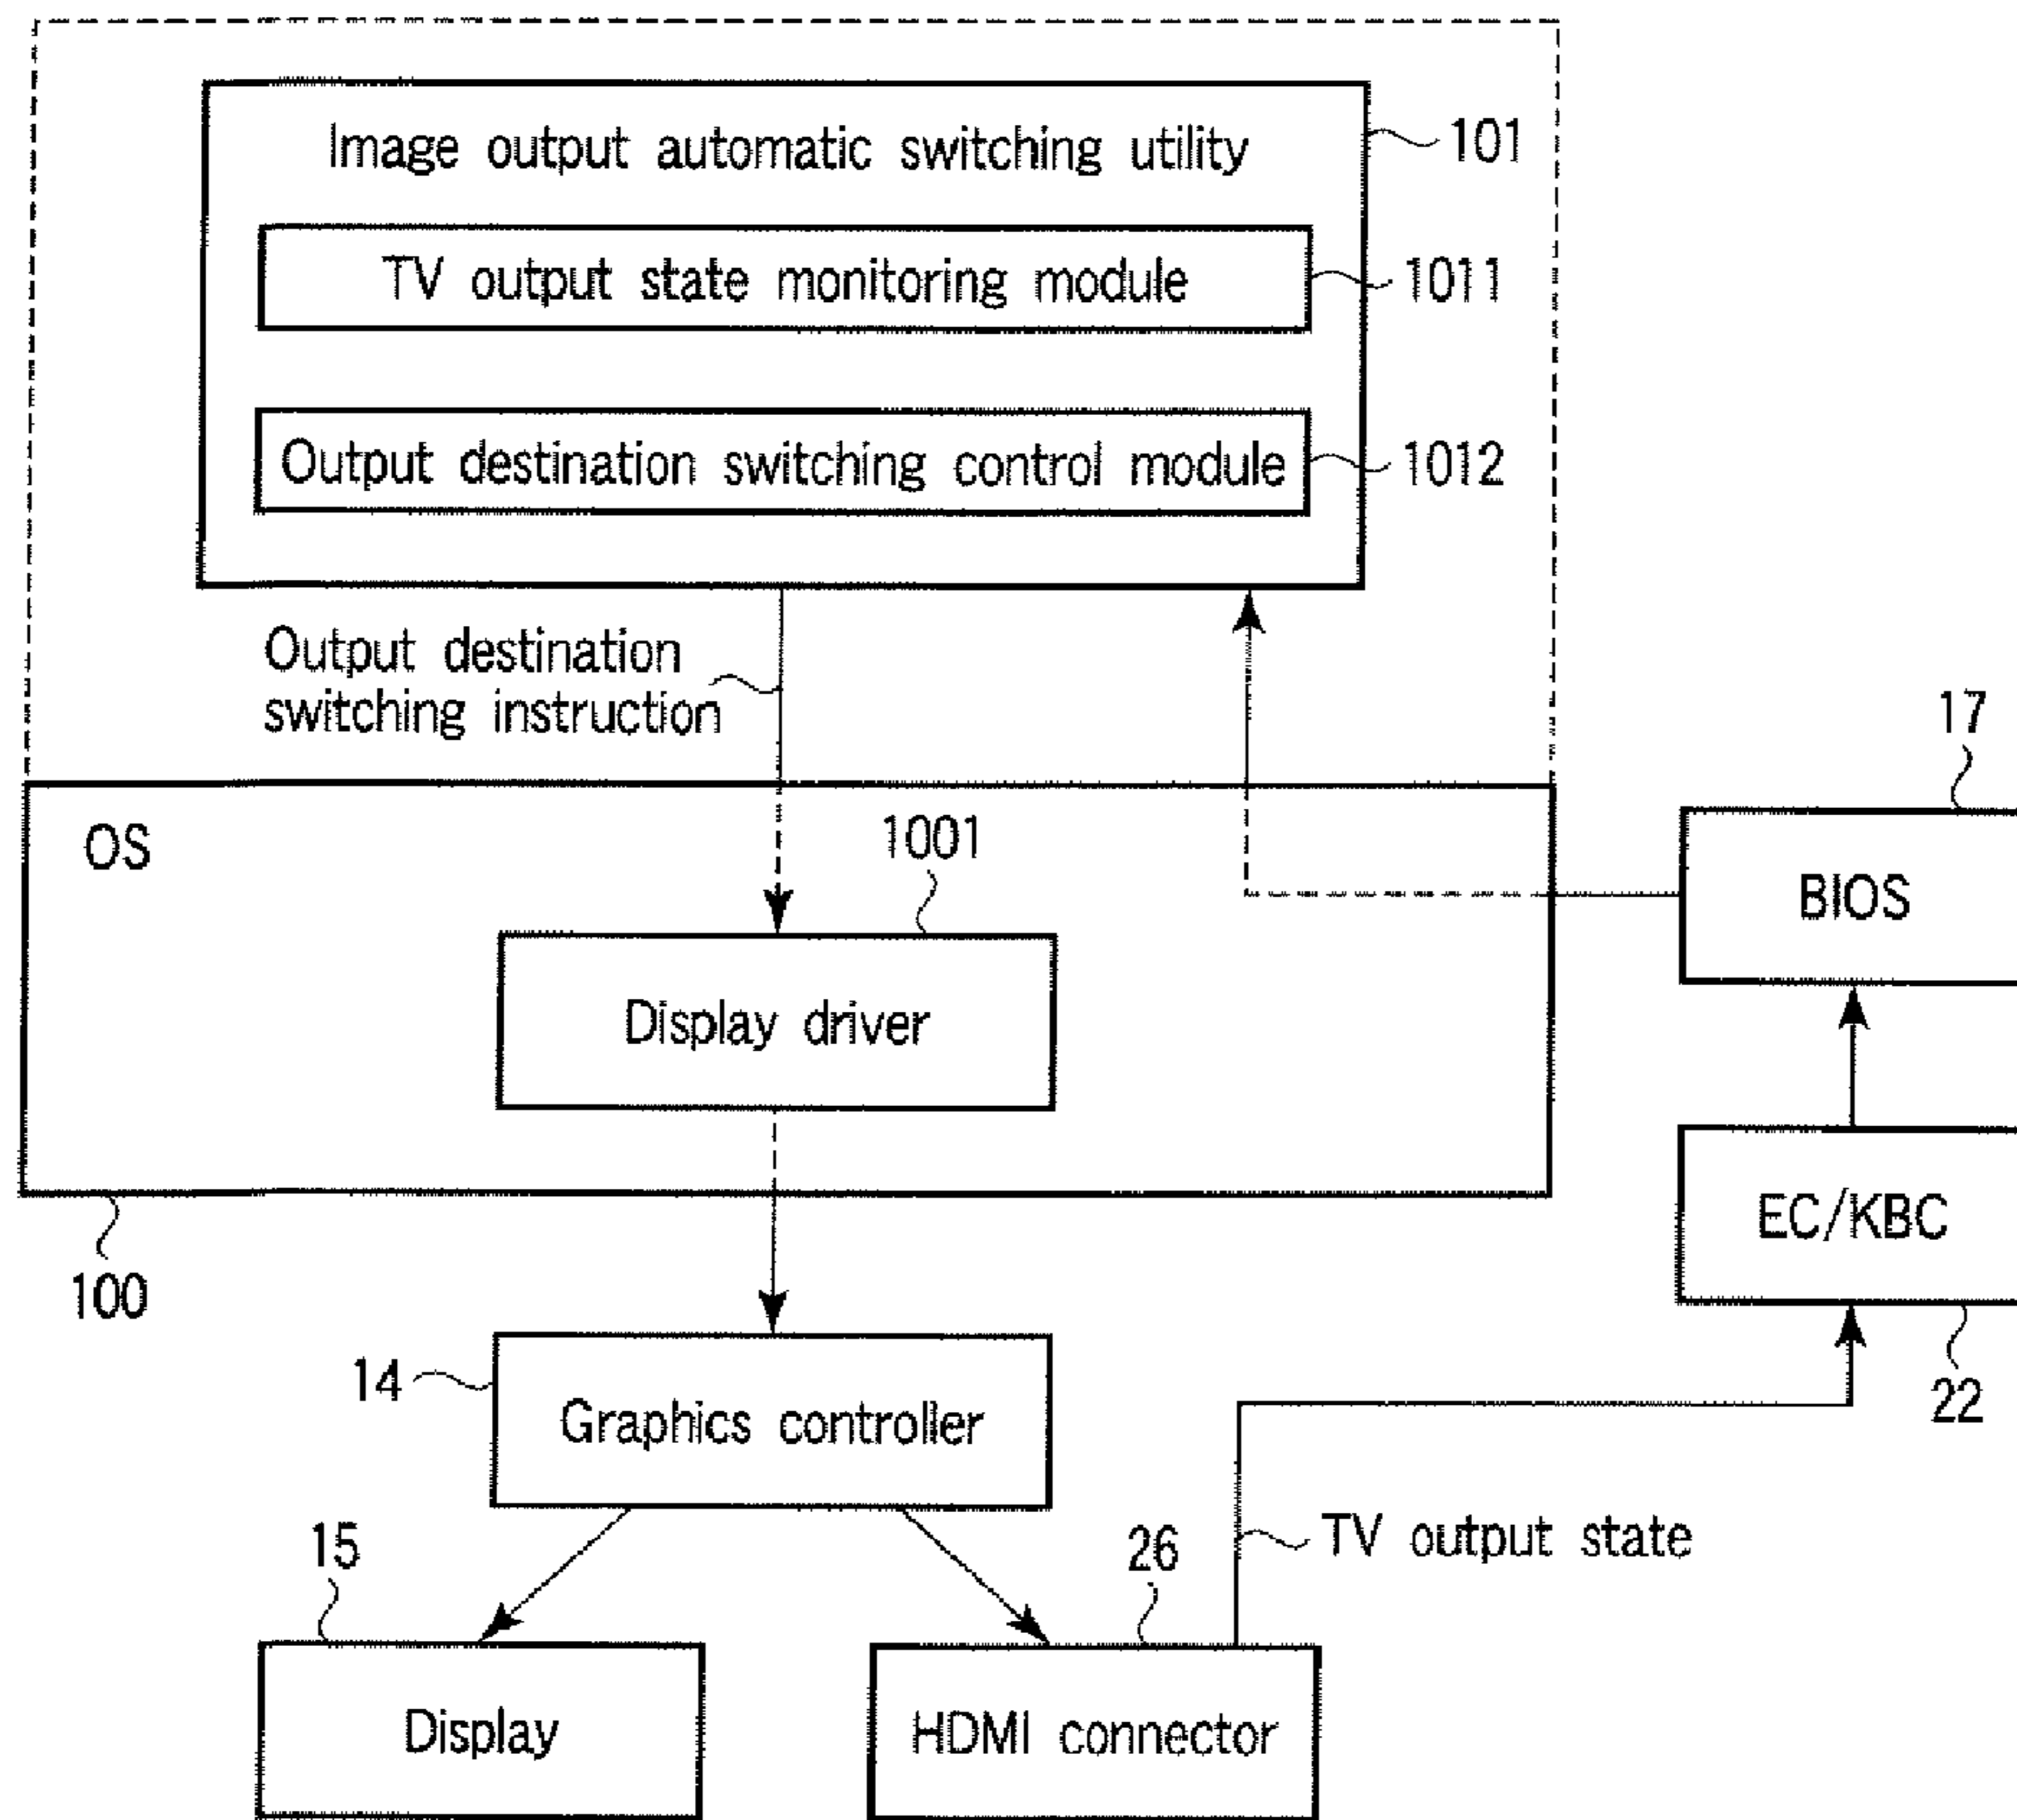 Image output automatic switching utility
101
TV output state monitoring module
1011
Output destination switching control module
1012
Output destination
switching instruction
17
OS
1001
BIOS
Display driver
EC/KBC
100
14
Graphics controller
22
15
26
TV output state
Display
HDMI connector